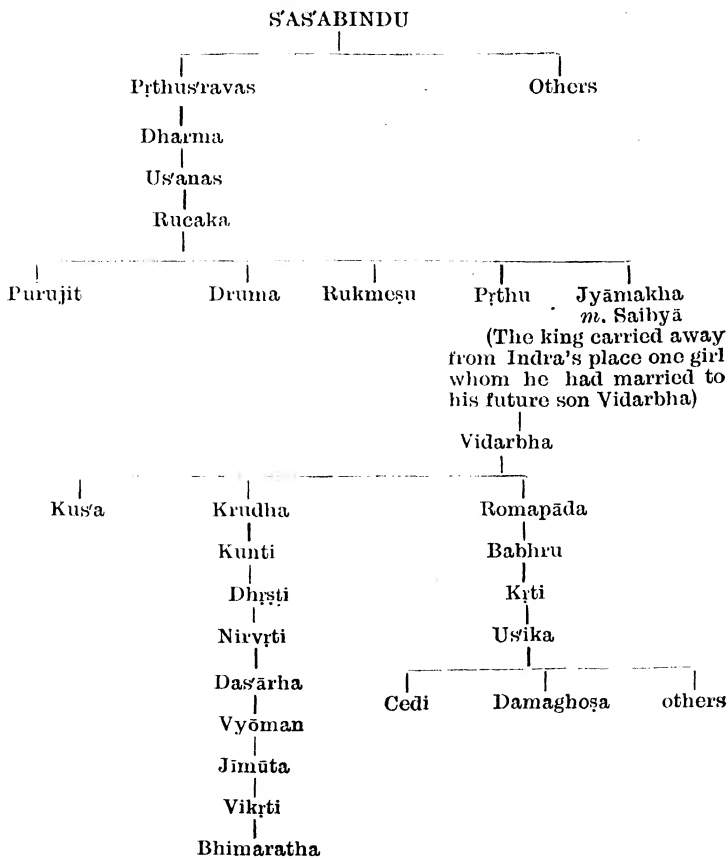 S'AS'ABINDU
Pṛthus'ravas Others
Dharma
Us'anas
Rucaka
Purujit Druma Rukmeṣu Pṛthu Jyāmakha
m. Saibyā
(The king carried away
from Indra's place one girl
whom he had married to
his future son Vidarbha)
Vidarbha
Kus'a Krudha Romapāda
Kunti Babhru
Dhṛṣṭi Kṛti
Nirvṛti Us'ika
Das'ārha Cedi Damaghoṣa others
Vyōman
Jīmūta
Vikṛti
Bhimaratha